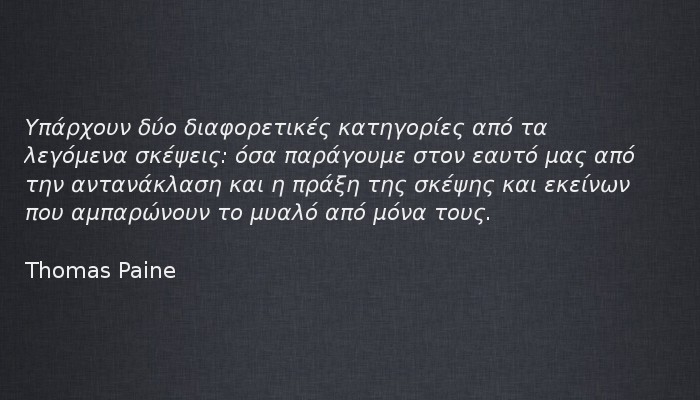 Υπάρχουν δύο διαφορετικές κατηγορίες από τα
λεγόμενα σκέψεις: όσα παράγουμε στον εαυτό μας από
την αντανάκλαση και η πράξη της σκέψης και εκείνων
που αμπαρώνουν το μυαλό από μόνα τους.
Thomas Paine